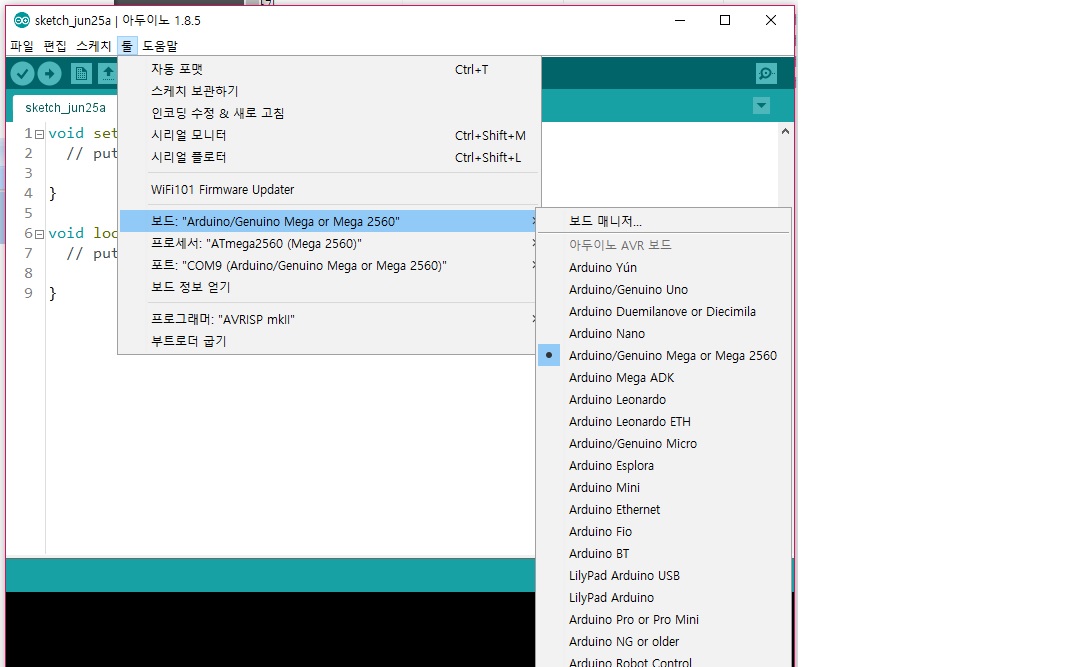 sketch_jun25a | 아두이노 1.8.5
파일 편집 스케치 툴 도움말
자동 포맷 Ctrl+T
스케치 보관하기
인코딩 수정 & 새로 고침
시리얼 모니터 Ctrl+Shift+M
시리얼 플로터 Ctrl+Shift+L
WiFi101 Firmware Updater
보드: "Arduino/Genuino Mega or Mega 2560"
프로세서: "ATmega2560 (Mega 2560)"
포트: "COM9 (Arduino/Genuino Mega or Mega 2560)"
보드 정보 얻기
프로그래머: "AVRISP mkII"
부트로더 굽기
보드 매니저...
아두이노 AVR 보드
Arduino Yún
Arduino/Genuino Uno
Arduino Duemilanove or Diecimila
Arduino Nano
Arduino/Genuino Mega or Mega 2560
Arduino Mega ADK
Arduino Leonardo
Arduino Leonardo ETH
Arduino/Genuino Micro
Arduino Esplora
Arduino Mini
Arduino Ethernet
Arduino Fio
Arduino BT
LilyPad Arduino USB
LilyPad Arduino
Arduino Pro or Pro Mini
Arduino NG or older
Arduino Robot Control
sketch_jun25a
1 void set
2 // put
3
4 }
5
6 void loo
7 // put
8
9 }